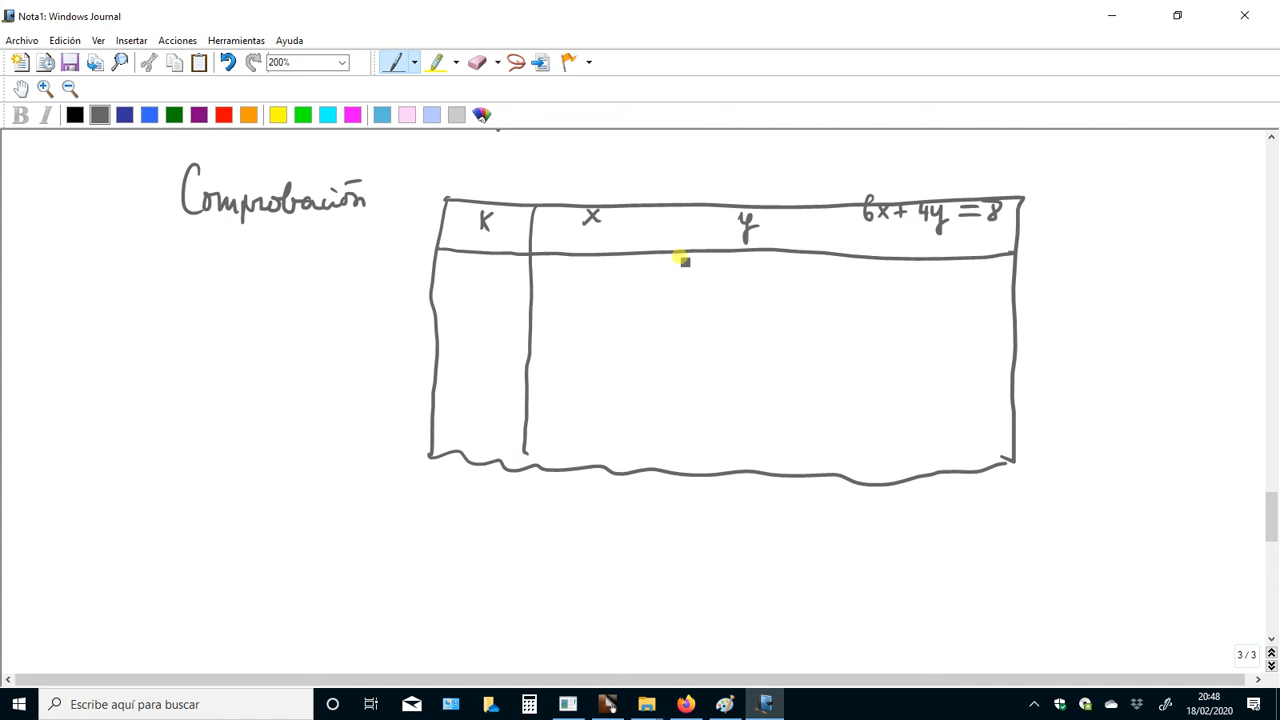 Nota1: Windows Journal
Archivo Edición Ver Insertar Acciones Herramientas Ayuda
200%
B I
Comprobación
K x y 6x+ 4y = 8
3 / 3
Escribe aquí para buscar
20:48
18/02/2020